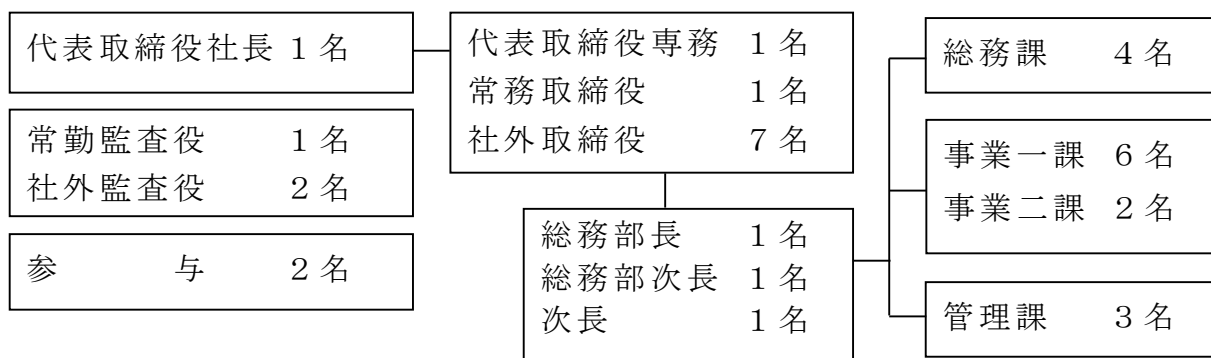 代表取締役社長 1名
常勤監査役 1名
社外監査役 2名
参与 2名
代表取締役専務 1名
常務取締役 1名
社外取締役 7名
総務部長 1名
総務部次長 1名
次長 1名
総務課 4名
事業一課 6名
事業二課 2名
管理課 3名